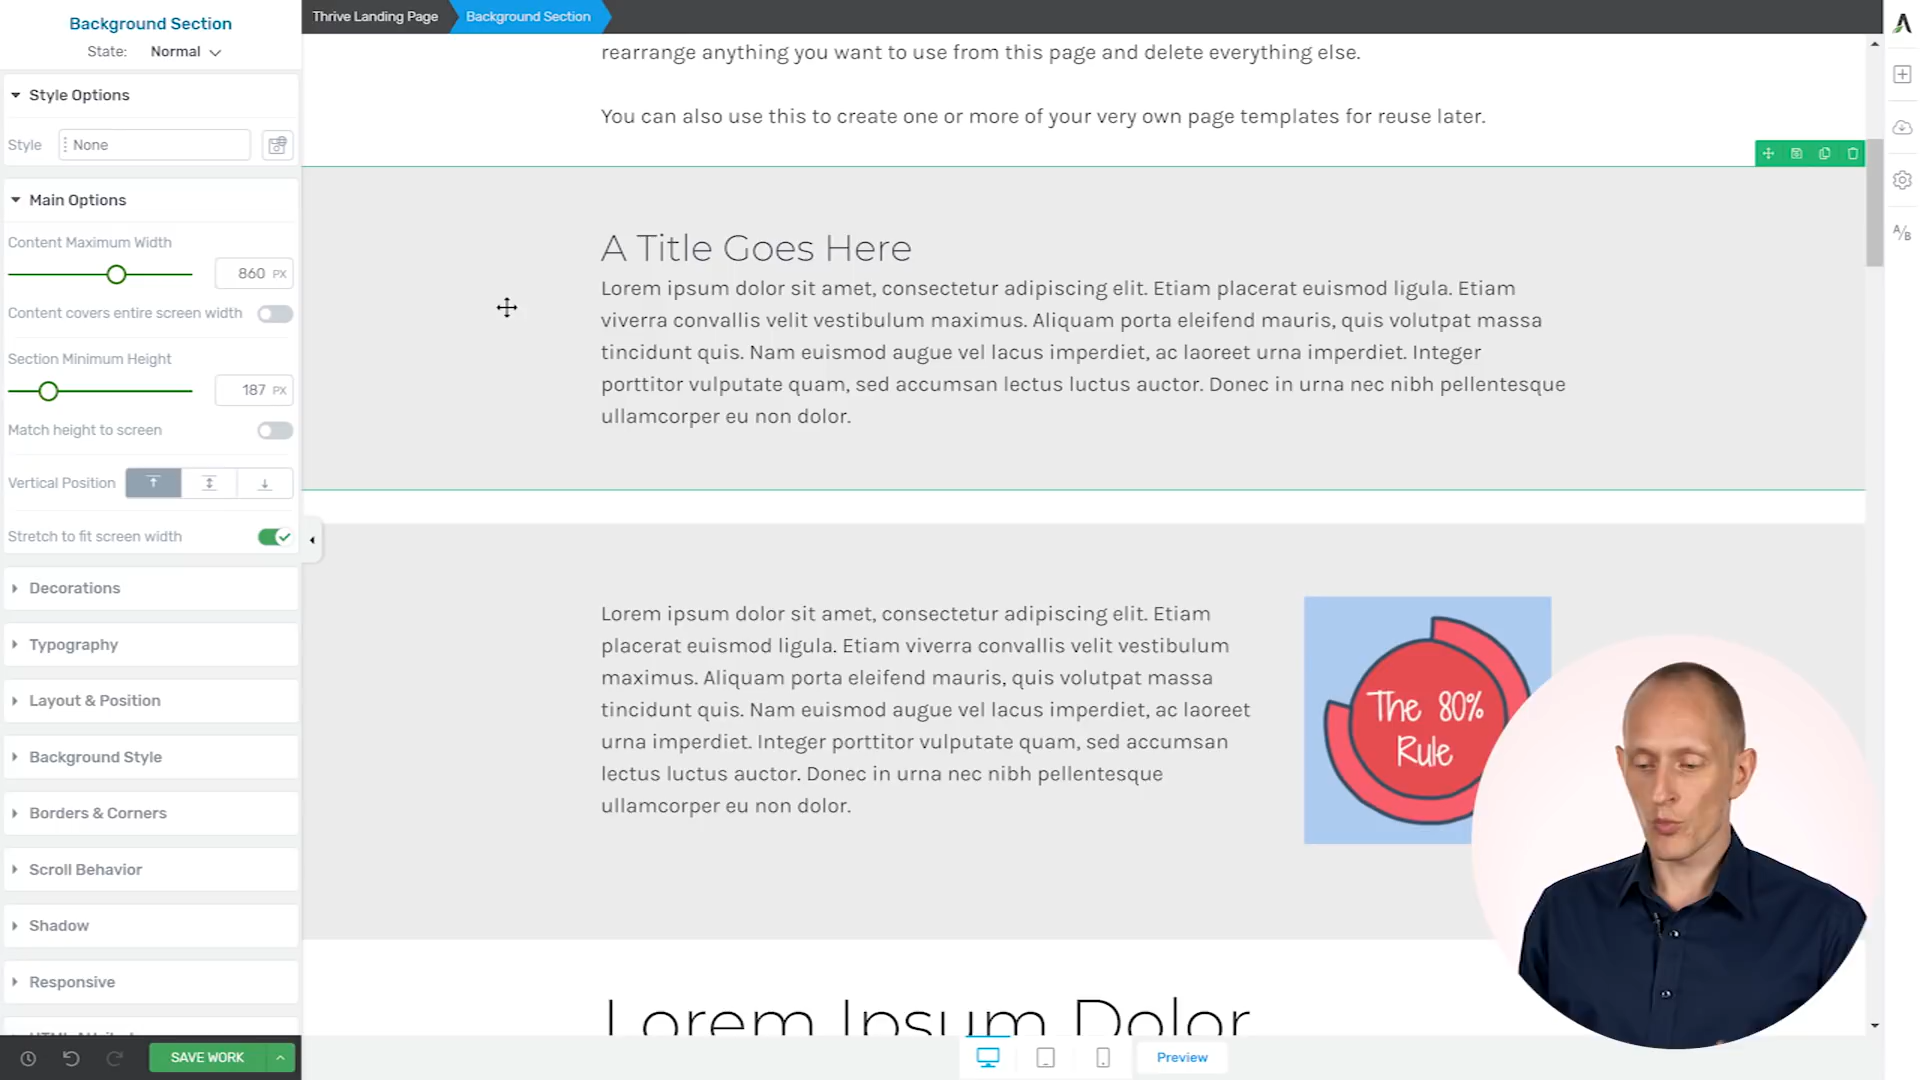 Background Section
State: Normal
Style Options
Style None
Main Options
Content Maximum Width
860 PX
Content covers entire screen width
Section Minimum Height
187 PX
Match height to screen
Vertical Position
Stretch to fit screen width
Decorations
Typography
Layout & Position
Background Style
Borders & Corners
Scroll Behavior
Shadow
Responsive
SAVE WORK
Thrive Landing Page
Background Section
rearrange anything you want to use from this page and delete everything else.
You can also use this to create one or more of your very own page templates for reuse later.
A Title Goes Here
Lorem ipsum dolor sit amet, consectetur adipiscing elit. Etiam placerat euismod ligula. Etiam
viverra convallis velit vestibulum maximus. Aliquam porta eleifend mauris, quis volutpat massa
tincidunt quis. Nam euismod augue vel lacus imperdiet, ac laoreet urna imperdiet. Integer
porttitor vulputate quam, sed accumsan lectus luctus auctor. Donec in urna nec nibh pellentesque
ullamcorper eu non dolor.
Lorem ipsum dolor sit amet, consectetur adipiscing elit. Etiam
placerat euismod ligula. Etiam viverra convallis velit vestibulum
maximus. Aliquam porta eleifend mauris, quis volutpat massa
tincidunt quis. Nam euismod augue vel lacus imperdiet, ac laoreet
urna imperdiet. Integer porttitor vulputate quam, sed accumsan
lectus luctus auctor. Donec in urna nec nibh pellentesque
ullamcorper eu non dolor.
The 80%
Rule
Lorem Ipsum Dolor
Preview
A/B